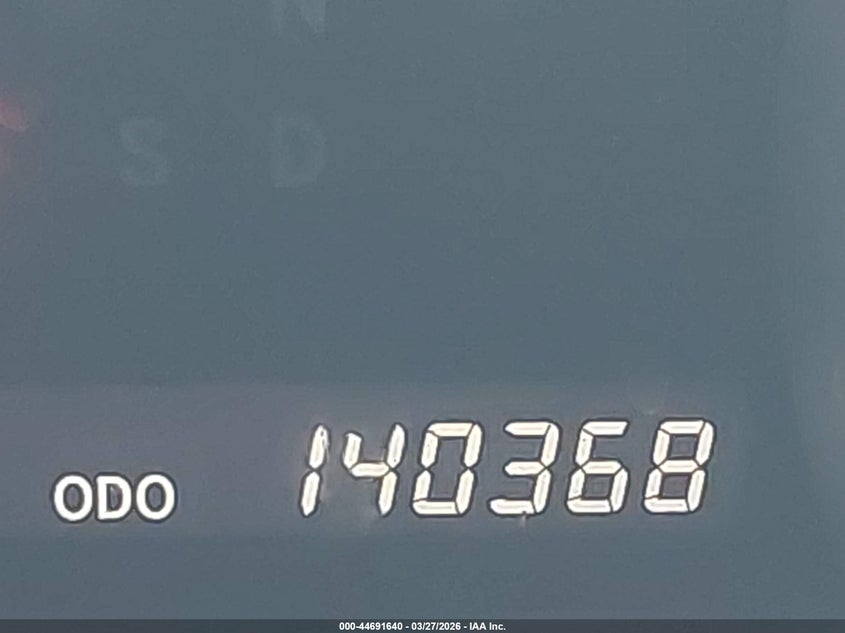 N
S D
ODO 140368
000-44691640 - 03/27/2026 - IAA Inc.